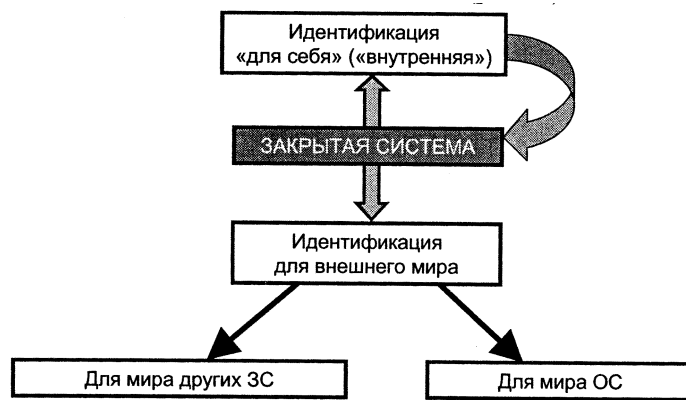 Идентификация
«для себя» («внутренняя»)
ЗАКРЫТАЯ СИСТЕМА
Идентификация
для внешнего мира
Для мира других ЗС
Для мира ОС